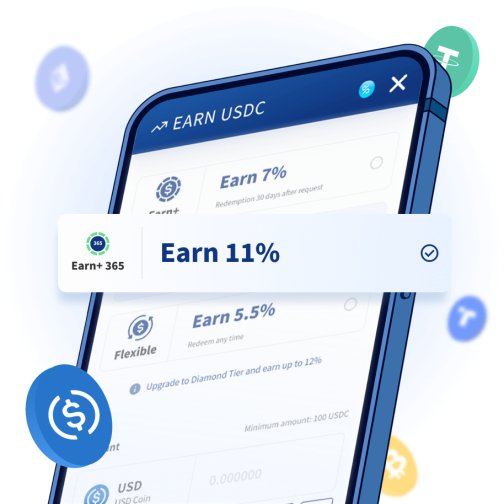 EARN USDC
%
Earn 7%
Redemption 30 days after request
Earn+
365
Earn+ 365
Earn 11%
Earn 5.5%
Redeem any time
Flexible
Upgrade to Diamond Tier and earn up to 12%
Minimum amount: 100 USDC
nt
USD
USD Coin
0.000000